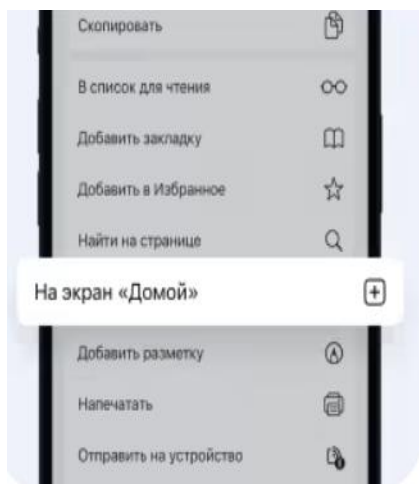 Скопировать
В список для чтения
Добавить закладку
Добавить в Избранное
Найти на странице
На экран «Домой»
Добавить разметку
Напечатать
Отправить на устройство